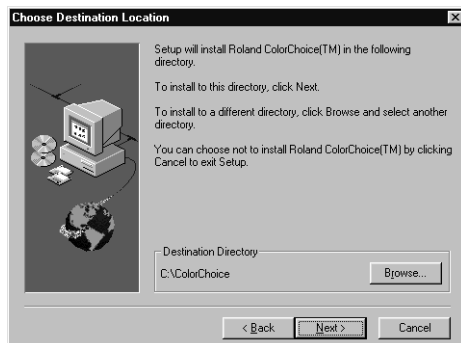 Choose Destination Location
Setup will install Roland ColorChoice(TM) in the following
directory.
To install to this directory, click Next.
To install to a different directory, click Browse and select another
directory.
You can choose not to install Roland ColorChoice(TM) by clicking
Cancel to exit Setup.
Destination Directory
C:\ColorChoice
Browse...
< Back
Next >
Cancel